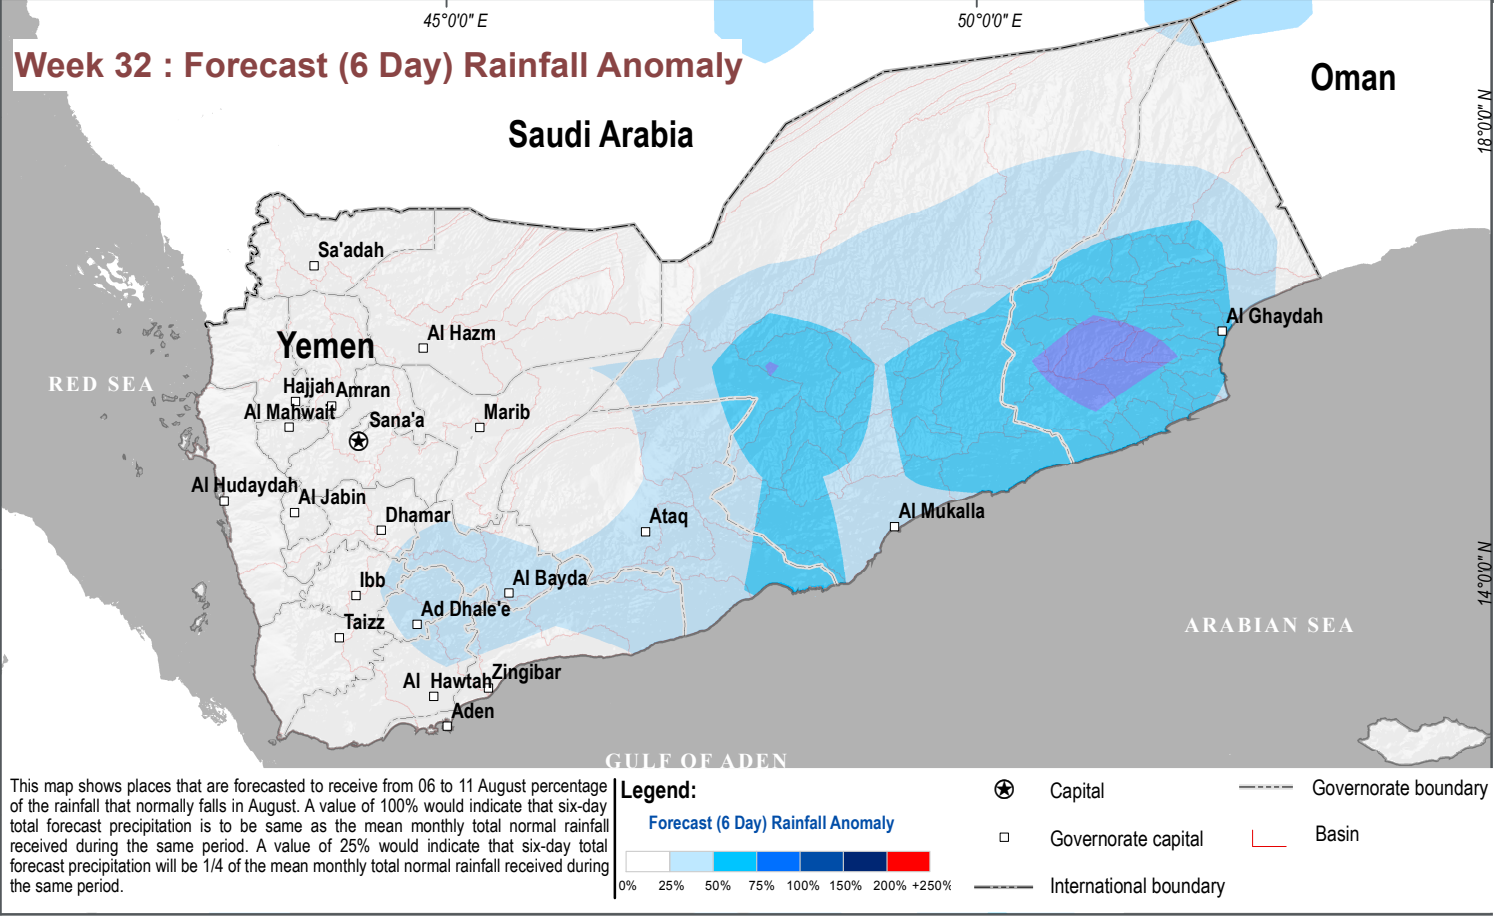 45°0'0" E
50°0'0" E
Week 32 : Forecast (6 Day) Rainfall Anomaly
Oman
Saudi Arabia
18°0'0" N
Sa'adah
Al Ghaydah
Al Hazm
Yemen
RED SEA
Hajjah
Amran
Al Mahwait
Sana'a
Marib
Al Hudaydah
Al Jabin
Dhamar
Ataq
Al Mukalla
14°0'0" N
Ibb
Al Bayda
Ad Dhale'e
Taizz
ARABIAN SEA
Al Hawtah
Zingibar
Aden
GULF OF ADEN
This map shows places that are forecasted to receive from 06 to 11 August percentage
of the rainfall that normally falls in August. A value of 100% would indicate that six-day
total forecast precipitation is to be same as the mean monthly total normal rainfall
received during the same period. A value of 25% would indicate that six-day total
forecast precipitation will be 1/4 of the mean monthly total normal rainfall received during
the same period.
Legend:
Forecast (6 Day) Rainfall Anomaly
0% 25% 50% 75% 100% 150% 200% +250%
Capital
Governorate capital
International boundary
Governorate boundary
Basin